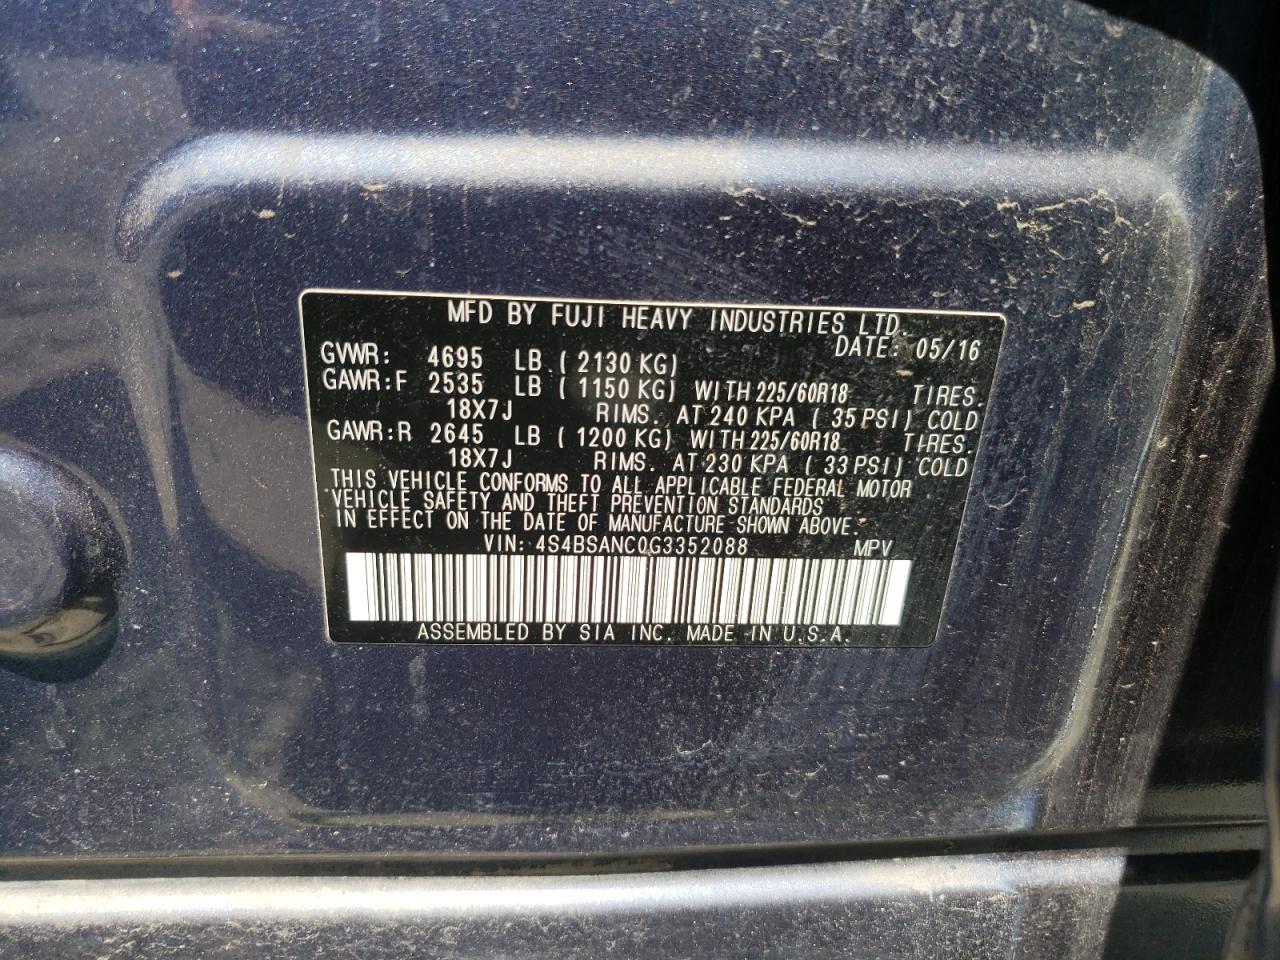 MFD BY FUJI HEAVY INDUSTRIES LTD.
DATE: 05/16
GVWR: 4695 LB ( 2130 KG)
GAWR:F 2535 LB ( 1150 KG) WITH 225/60R18 TIRES.
18X7J RIMS. AT 240 KPA ( 35 PSI) COLD
GAWR:R 2645 LB ( 1200 KG) WITH 225/60R18 TIRES.
18X7J RIMS. AT 230 KPA ( 33 PSI) COLD
THIS VEHICLE CONFORMS TO ALL APPLICABLE FEDERAL MOTOR
VEHICLE SAFETY AND THEFT PREVENTION STANDARDS
IN EFFECT ON THE DATE OF MANUFACTURE SHOWN ABOVE.
VIN: 4S4BSANC0G3352088 MPV
ASSEMBLED BY SIA INC. MADE IN U.S.A.